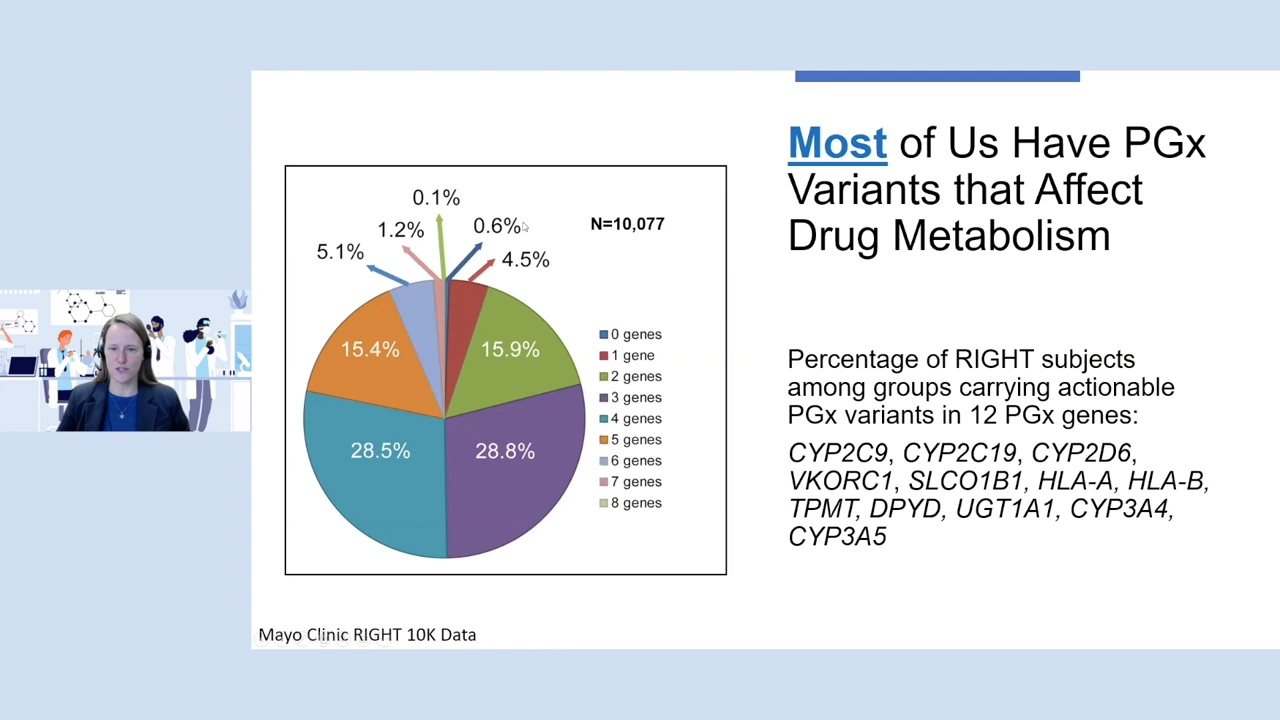 Most of Us Have PGx
Variants that Affect
Drug Metabolism
0.1%
1.2%
0.6%
N=10,077
5.1%
4.5%
15.4%
15.9%
28.5%
28.8%
0 genes
1 gene
2 genes
3 genes
4 genes
5 genes
6 genes
7 genes
8 genes
Percentage of RIGHT subjects
among groups carrying actionable
PGx variants in 12 PGx genes:
CYP2C9, CYP2C19, CYP2D6,
VKORC1, SLCO1B1, HLA-A, HLA-B,
TPMT, DPYD, UGT1A1, CYP3A4,
CYP3A5
Mayo Clinic RIGHT 10K Data